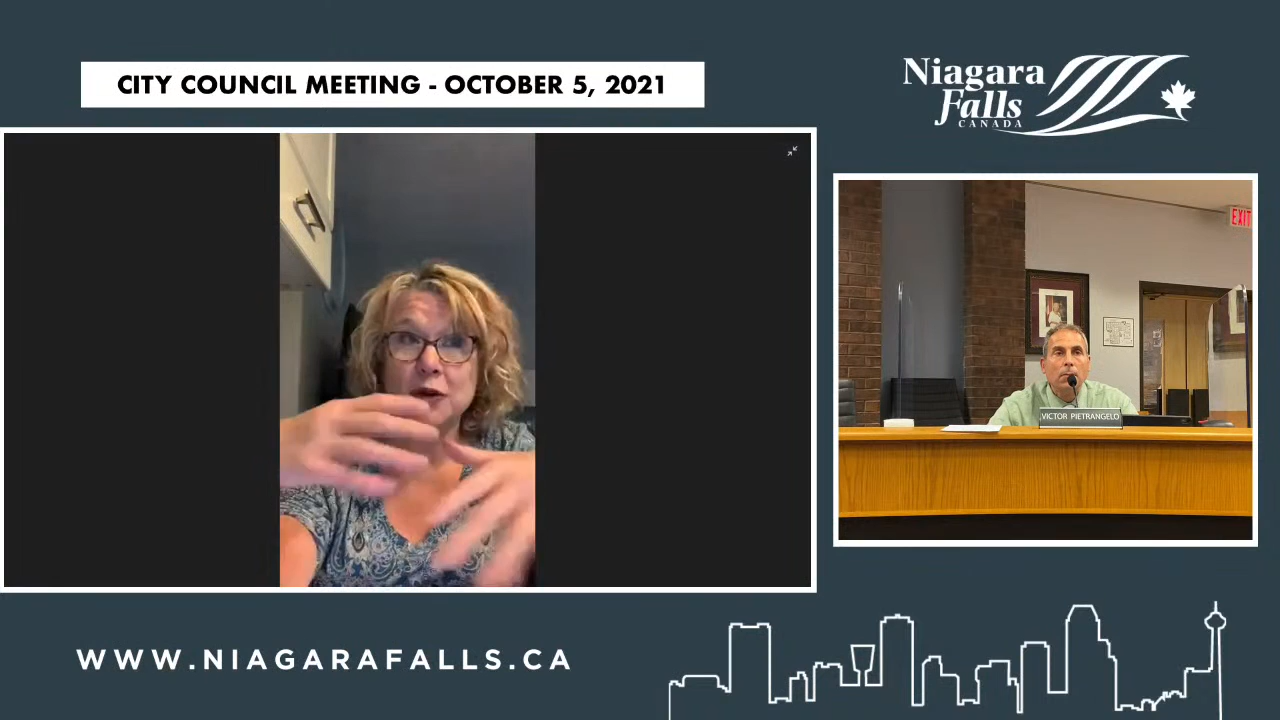 CITY COUNCIL MEETING - OCTOBER 5, 2021
Niagara
Falls
CANADA
EXIT
VICTOR PIETRANGELO
WWW.NIAGARAFALLS.CA